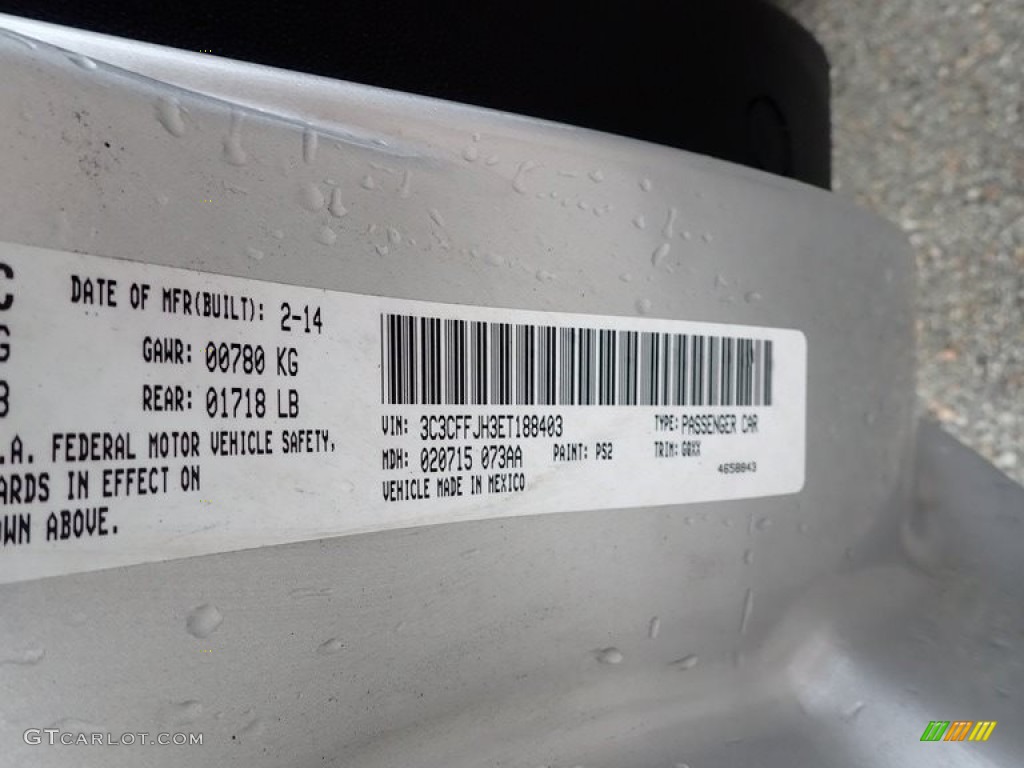 DATE OF MFR(BUILT): 2-14
GAWR: 00780 KG
REAR: 01718 LB
.A. FEDERAL MOTOR VEHICLE SAFETY,
ARDS IN EFFECT ON
WN ABOVE.
C
G
B
VIN: 3C3CFFJH3ET188403
TYPE: PASSENGER CAR
MDH: 020715 073AA
PAINT: PS2
TRIM: G8XX
VEHICLE MADE IN MEXICO
4658843
GTCARLOT.COM